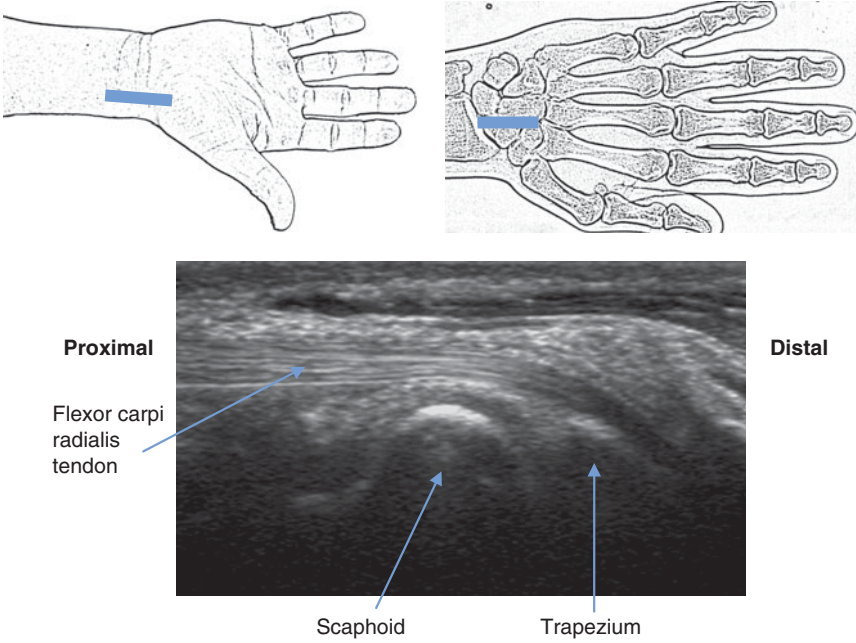 Proximal
Distal
Flexor carpi
radialis
tendon
Scaphoid
Trapezium